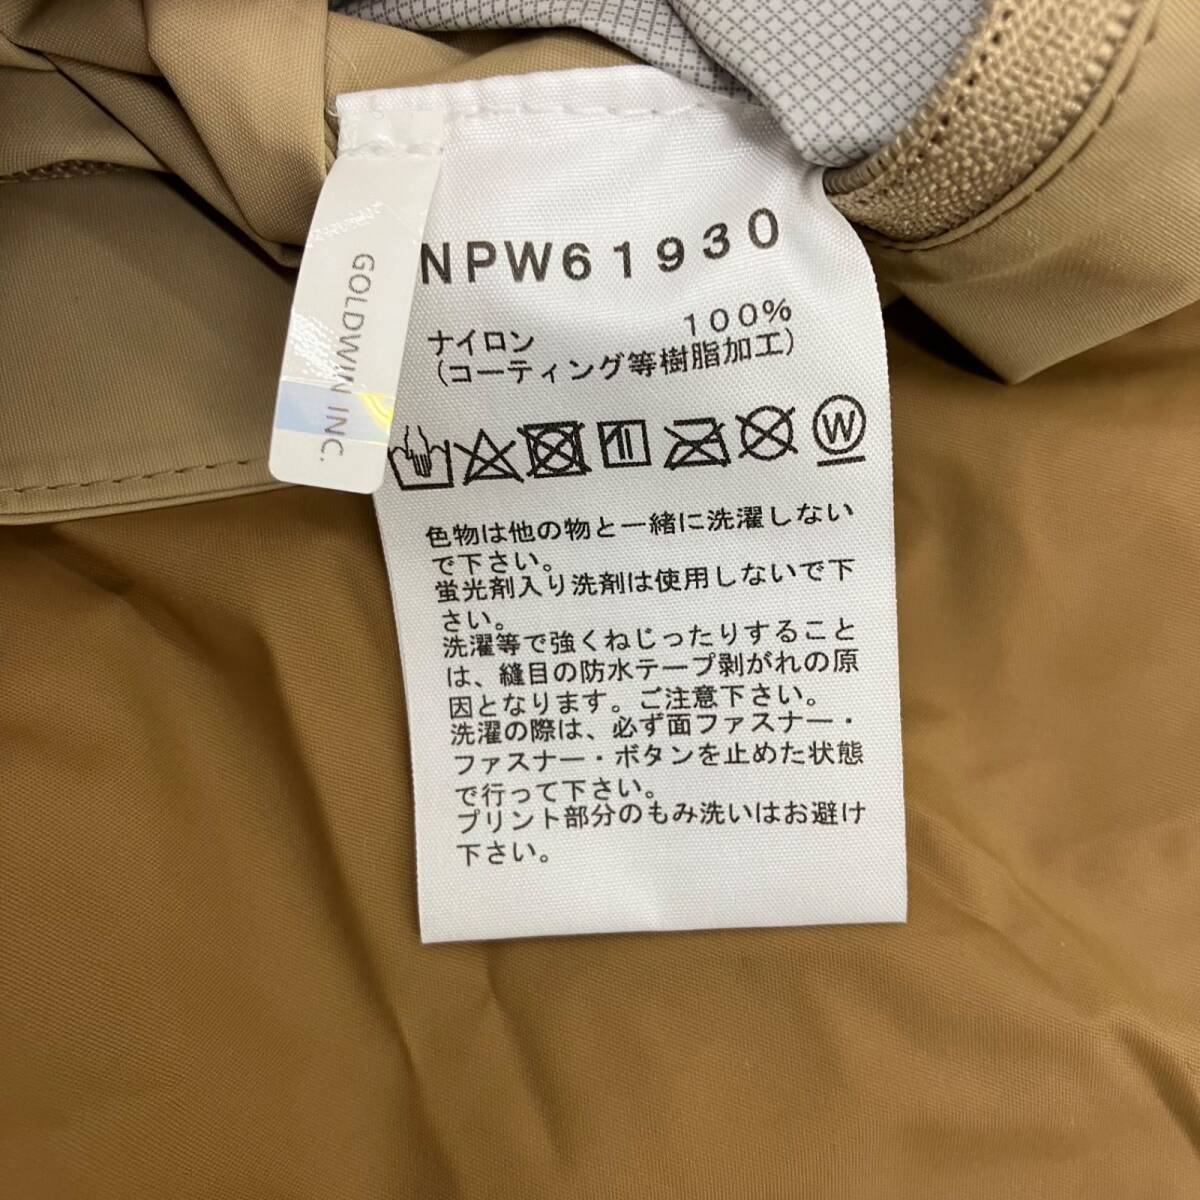 GOLDWIN INC.
NPW61930
ナイロン 100%
(コーティング等樹脂加工)
W
色物は他の物と一緒に洗濯しない
で下さい。
蛍光剤入り洗剤は使用しないで下
さい。
洗濯等で強くねじったりすること
は、縫目の防水テープ剥がれの原
因となります。ご注意下さい。
洗濯の際は、必ず面ファスナー・
ファスナー・ボタンを止めた状態
で行って下さい。
プリント部分のもみ洗いはお避け
下さい。